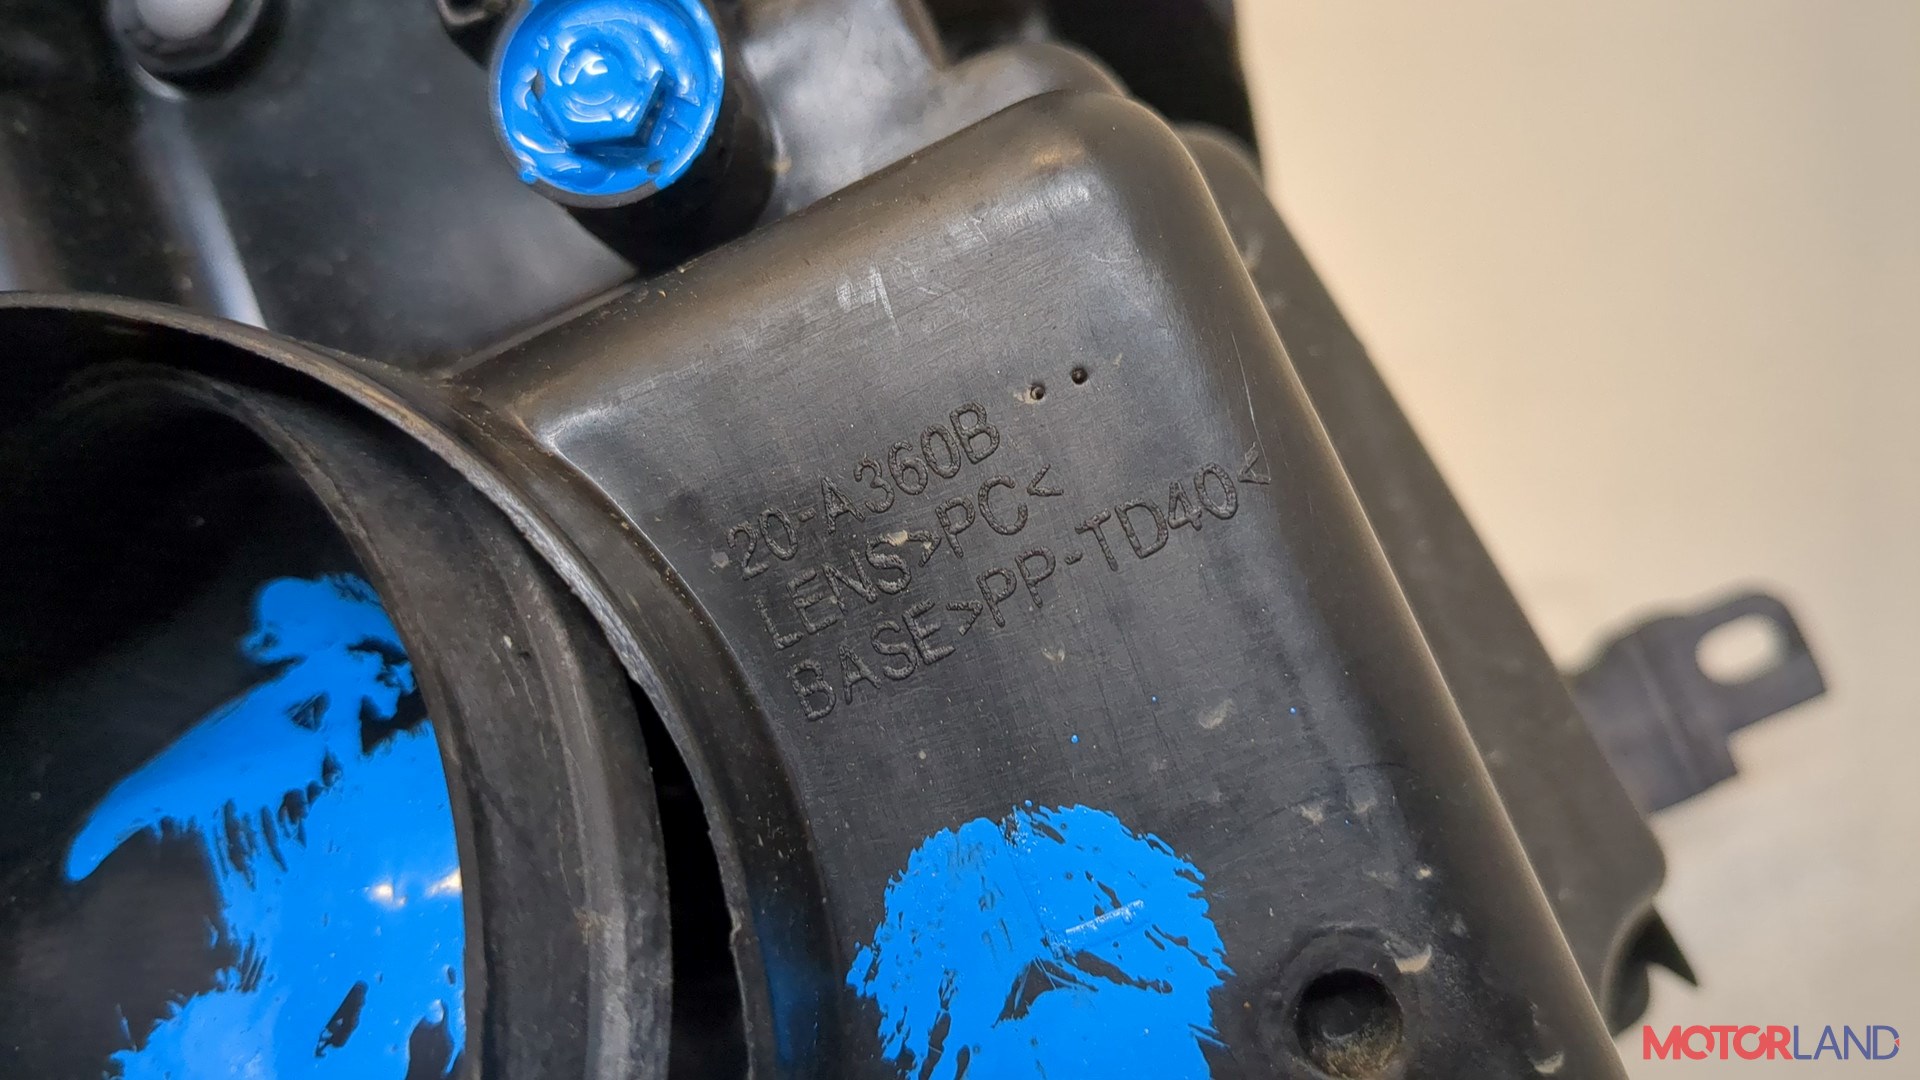 20-A360B
LENS>PC<
BASE>PP-TD40<
MOTORLAND